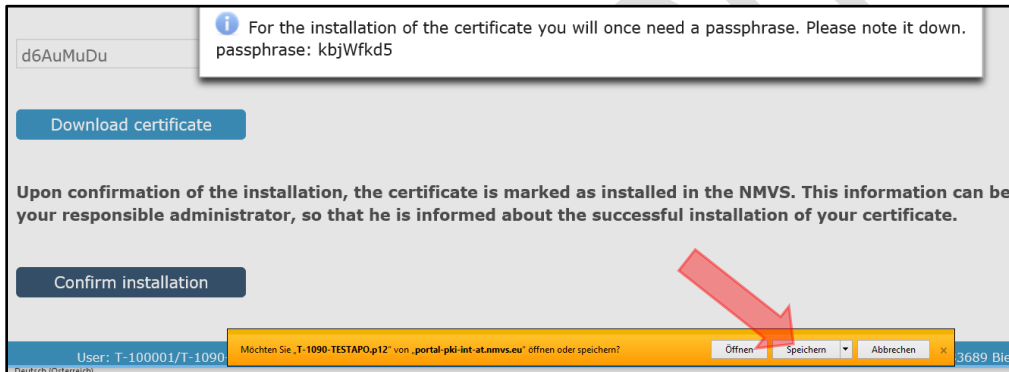 For the installation of the certificate you will once need a passphrase. Please note it down.
passphrase: kbjWfkd5
d6AuMuDu
Download certificate
Upon confirmation of the installation, the certificate is marked as installed in the NMVS. This information can be
your responsible administrator, so that he is informed about the successful installation of your certificate.
Confirm installation
Möchten Sie „T-1090-TESTAPO.p12“ von „portal-pki-int-at.nmvs.eu“ öffnen oder speichern?
Öffnen Speichern Abbrechen
User: T-100001/T-1090- 33689 Bie
Deutsch (Österreich)